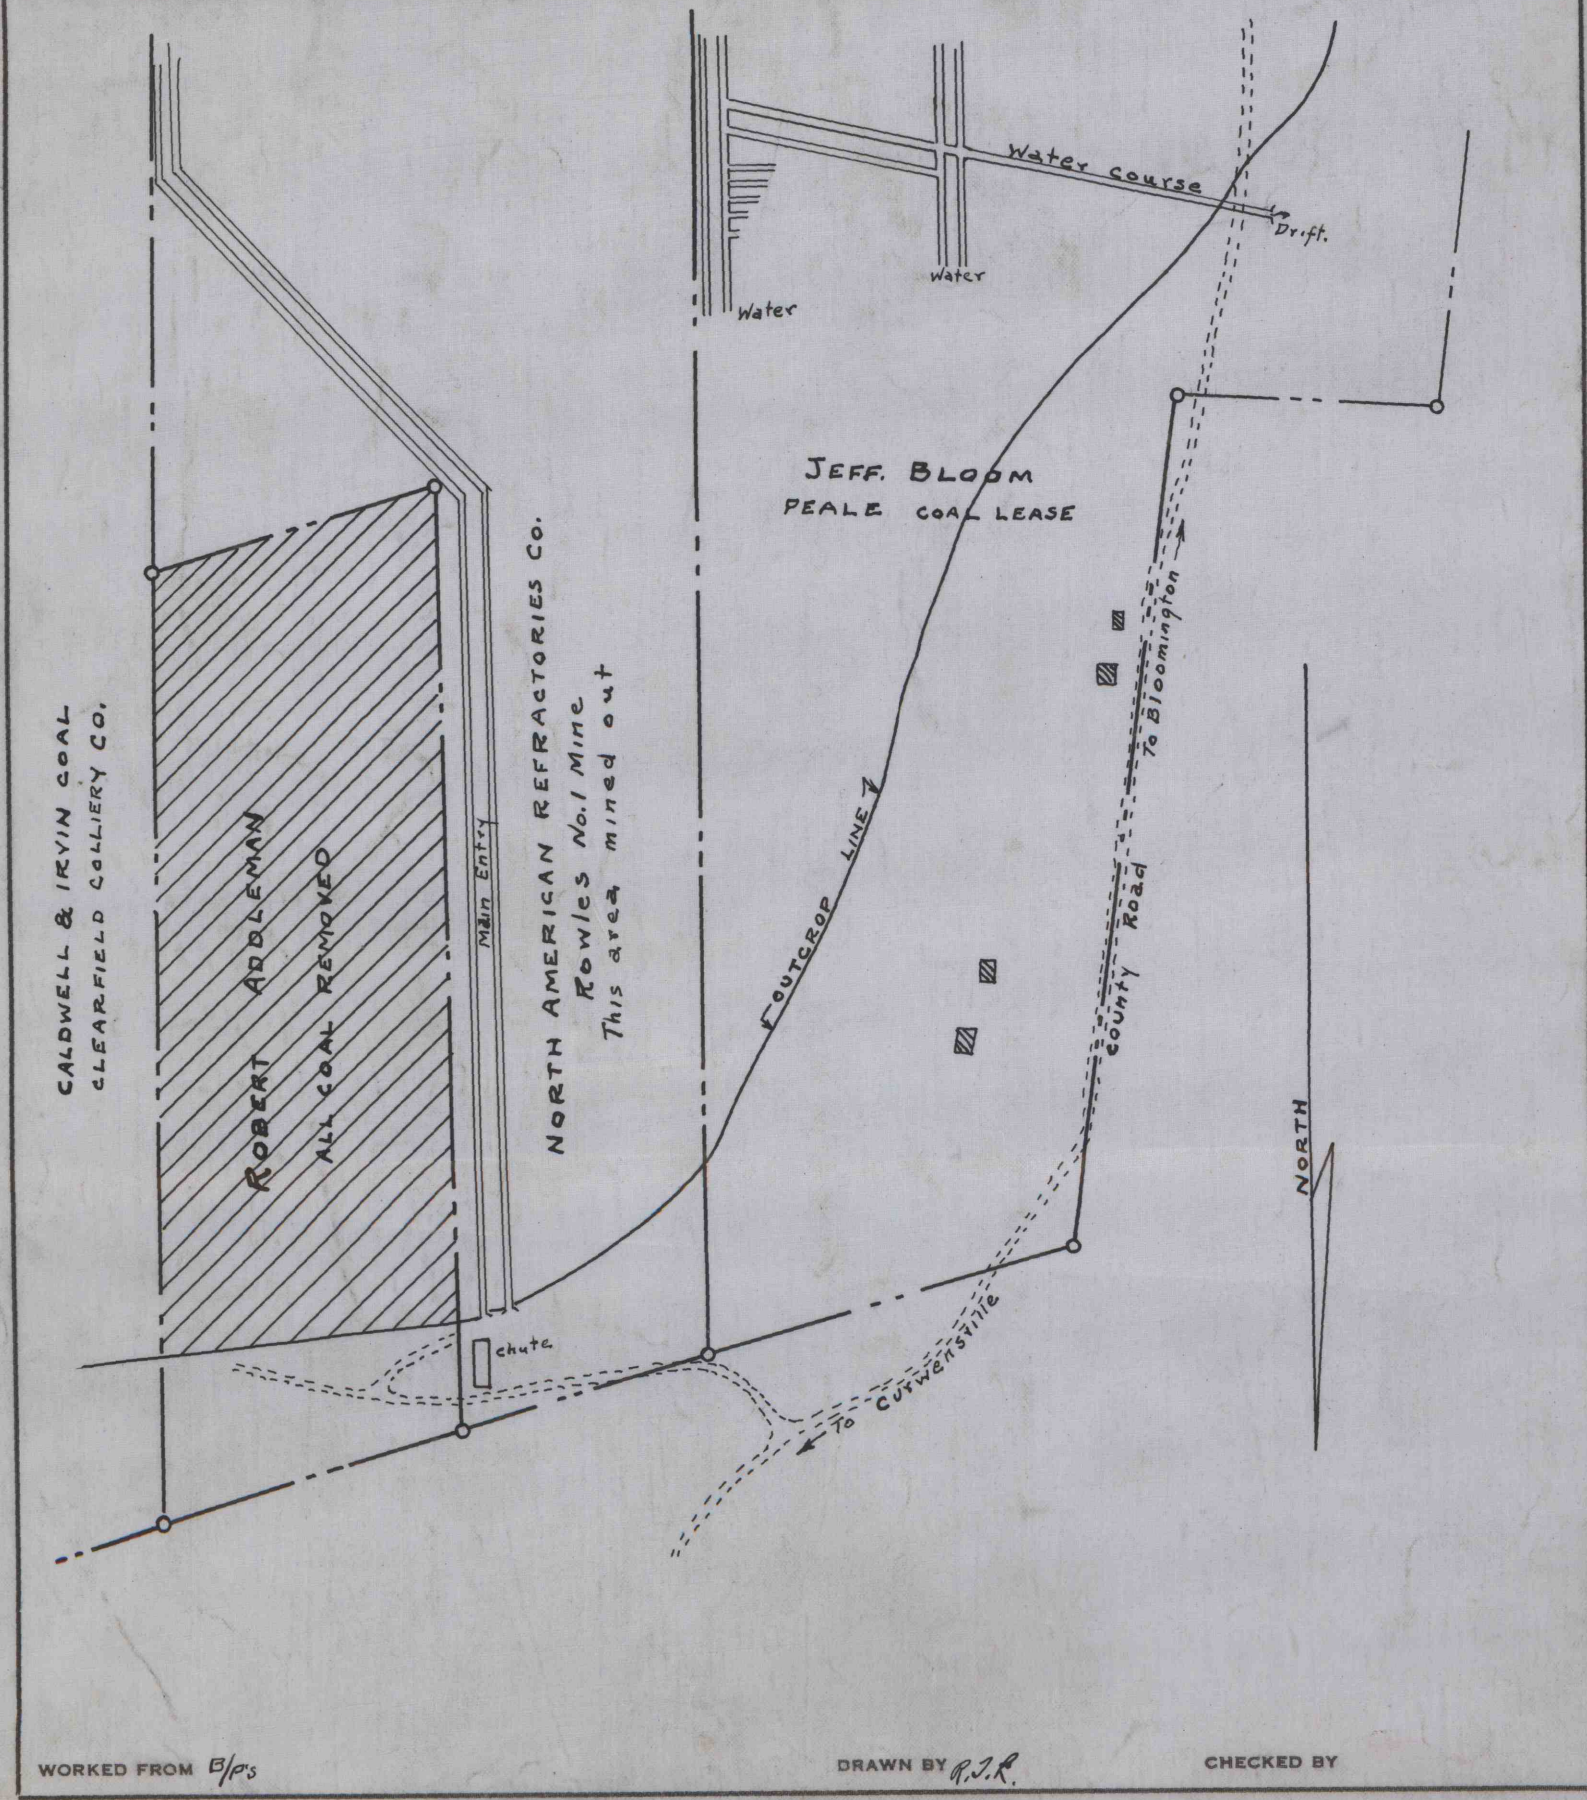 Water course
Drift.
Water
Water
JEFF. BLOOM
PEALE COAL LEASE
To Bloomington
County Road
OUTCROP LINE
CALDWELL & IRVIN COAL
CLEARFIELD COLLIERY CO.
ROBERT ADDLEMAN
ALL COAL REMOVED
Main Entry
NORTH AMERICAN REFRACTORIES Co.
Rowles No.1 Mine
This area mined out
NORTH
chute
To Curwensville
WORKED FROM B/P's
DRAWN BY R.J.R.
CHECKED BY